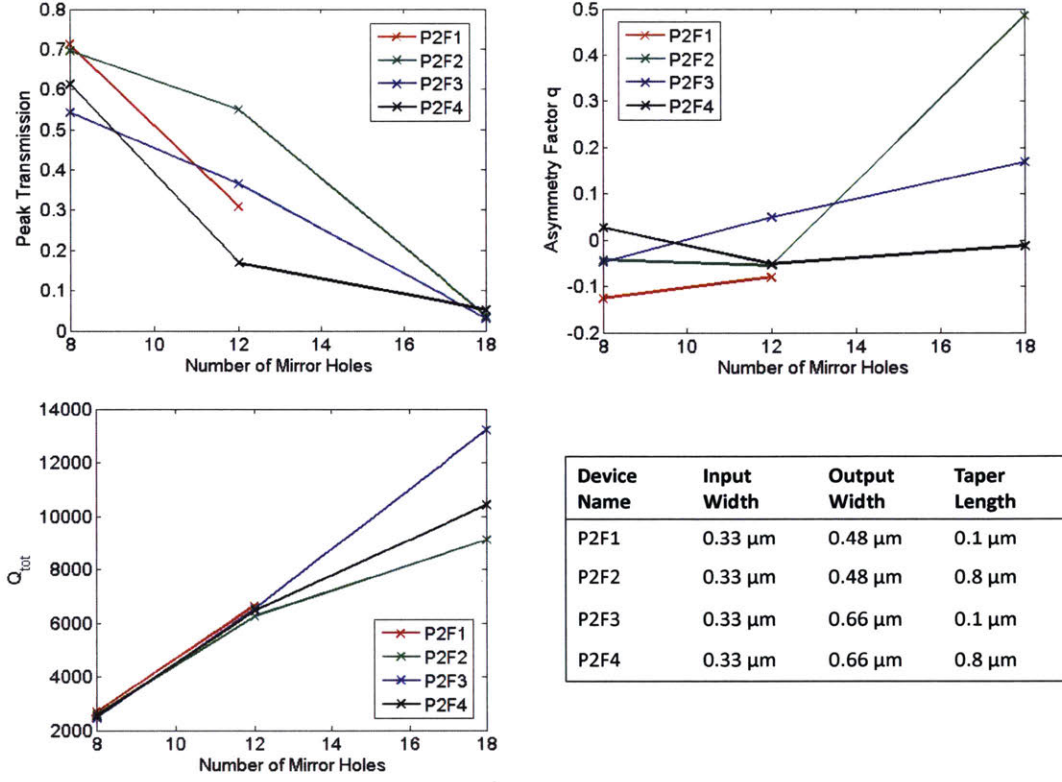 0.8
0.7
0.6
0.5
0.4
0.3
0.2
0.1
0
Peak Transmission
8 10 12 14 16 18
Number of Mirror Holes
P2F1
P2F2
P2F3
P2F4
0.5
0.4
0.3
0.2
0.1
0
-0.1
-0.2
Asymmetry Factor q
8 10 12 14 16 18
Number of Mirror Holes
P2F1
P2F2
P2F3
P2F4
14000
12000
10000
8000
6000
4000
2000
Qtot
8 10 12 14 16 18
Number of Mirror Holes
P2F1
P2F2
P2F3
P2F4
Device Input Output Taper
Name Width Width Length
P2F1 0.33 µm 0.48 µm 0.1 µm
P2F2 0.33 µm 0.48 µm 0.8 µm
P2F3 0.33 µm 0.66 µm 0.1 µm
P2F4 0.33 µm 0.66 µm 0.8 µm